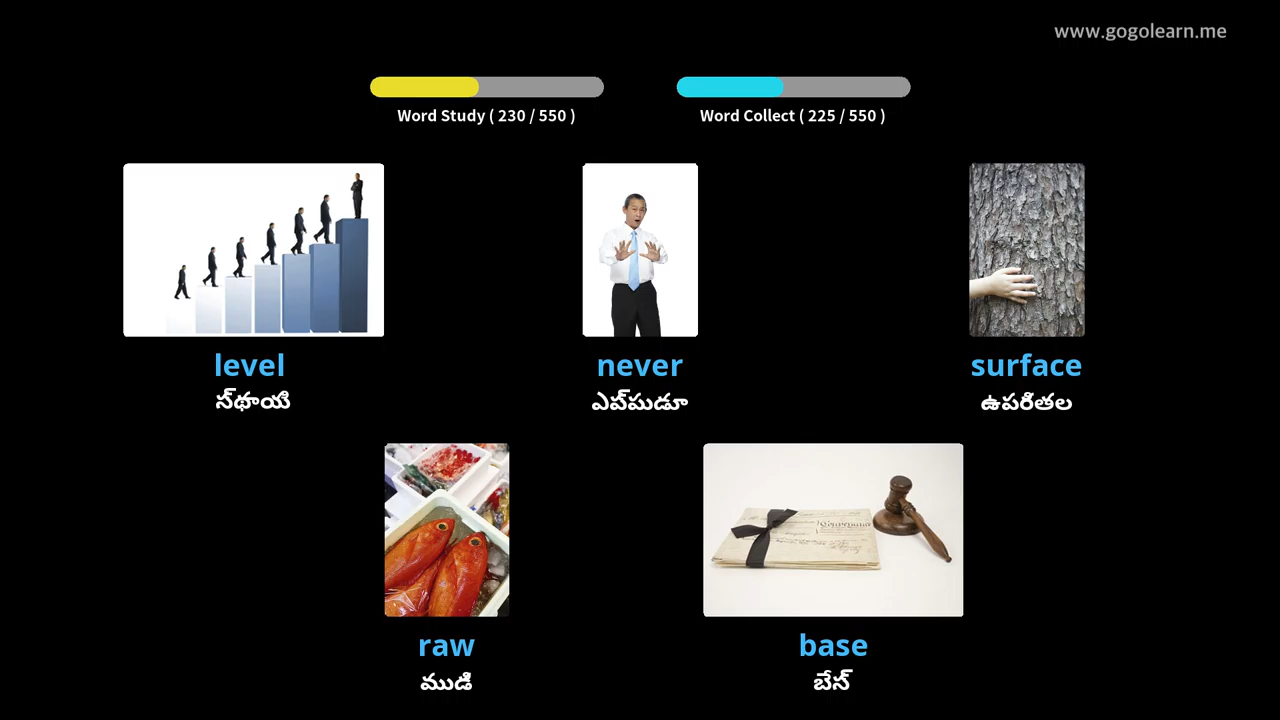 www.gogolearn.me
Word Study ( 230 / 550 )
Word Collect ( 225 / 550 )
level
స్థాయి
never
ఎప్పుడూ
surface
ఉపరితల
raw
ముడి
base
బేస్